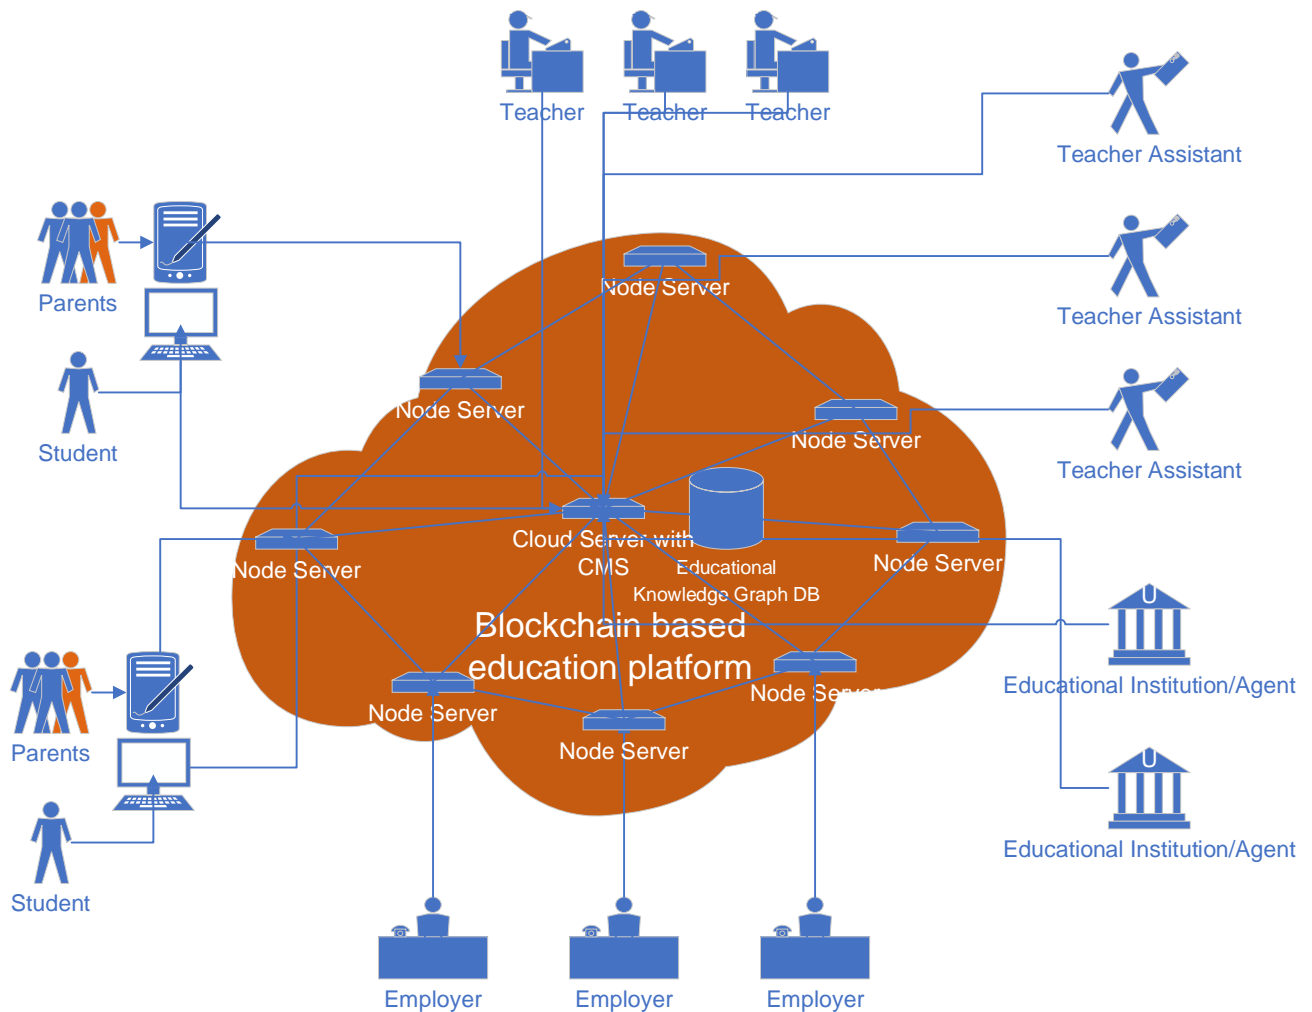 Teacher
Teacher
Teacher
Teacher Assistant
Parents
Node Server
Teacher Assistant
Node Server
Node Server
Student
Teacher Assistant
Cloud Server with
CMS
Educational
Knowledge Graph DB
Node Server
Node Server
Blockchain based
education platform
Node Server
Node Server
Node Server
Educational Institution/Agent
Parents
Educational Institution/Agent
Student
Employer
Employer
Employer